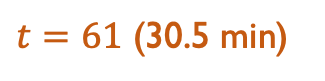 t = 61 (30.5 min)